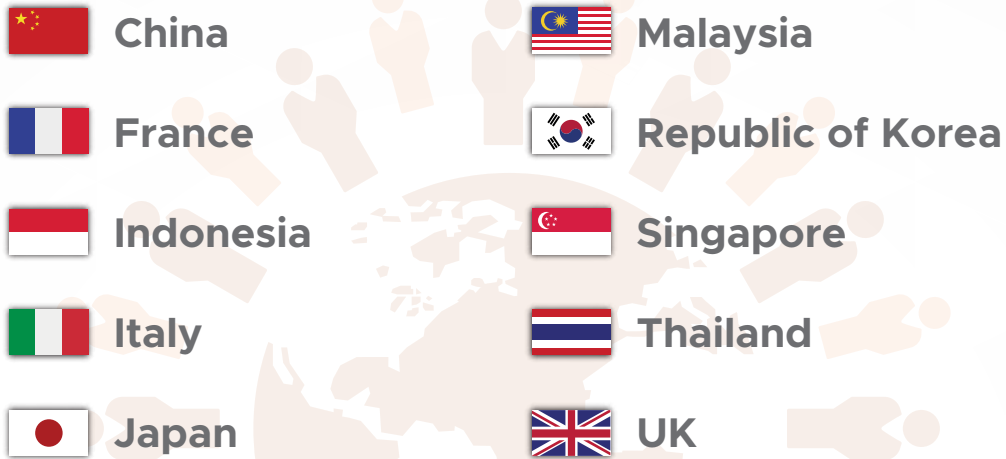 China
France
Indonesia
Italy
Japan
Malaysia
Republic of Korea
Singapore
Thailand
UK